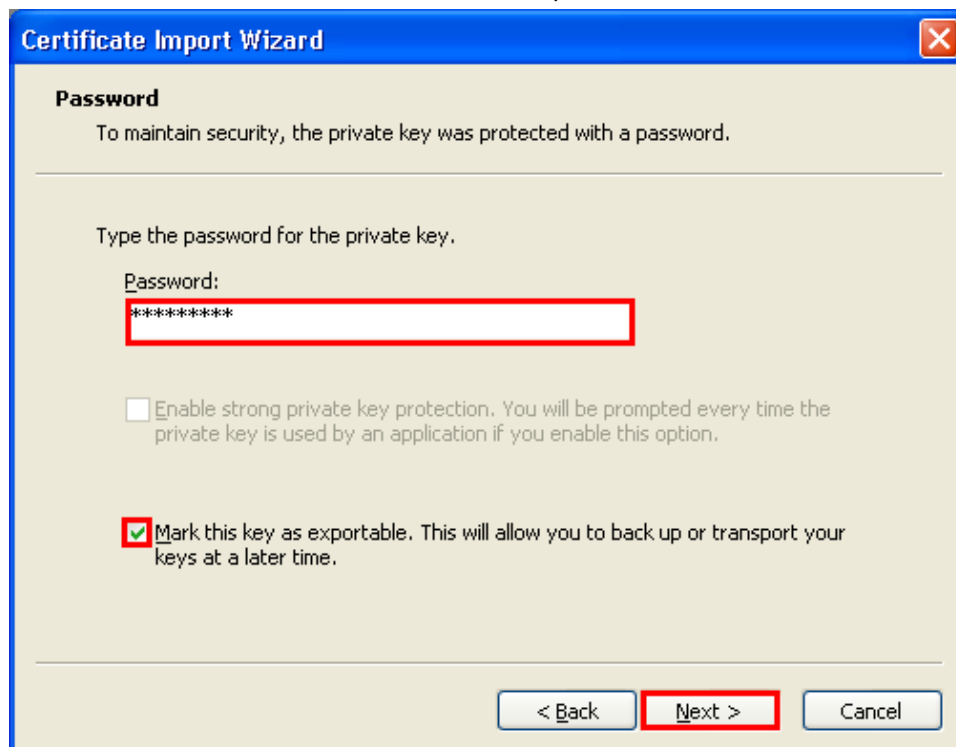 Certificate Import Wizard
Password
To maintain security, the private key was protected with a password.
Type the password for the private key.
Password:
*********
Enable strong private key protection. You will be prompted every time the
private key is used by an application if you enable this option.
Mark this key as exportable. This will allow you to back up or transport your
keys at a later time.
< Back Next > Cancel